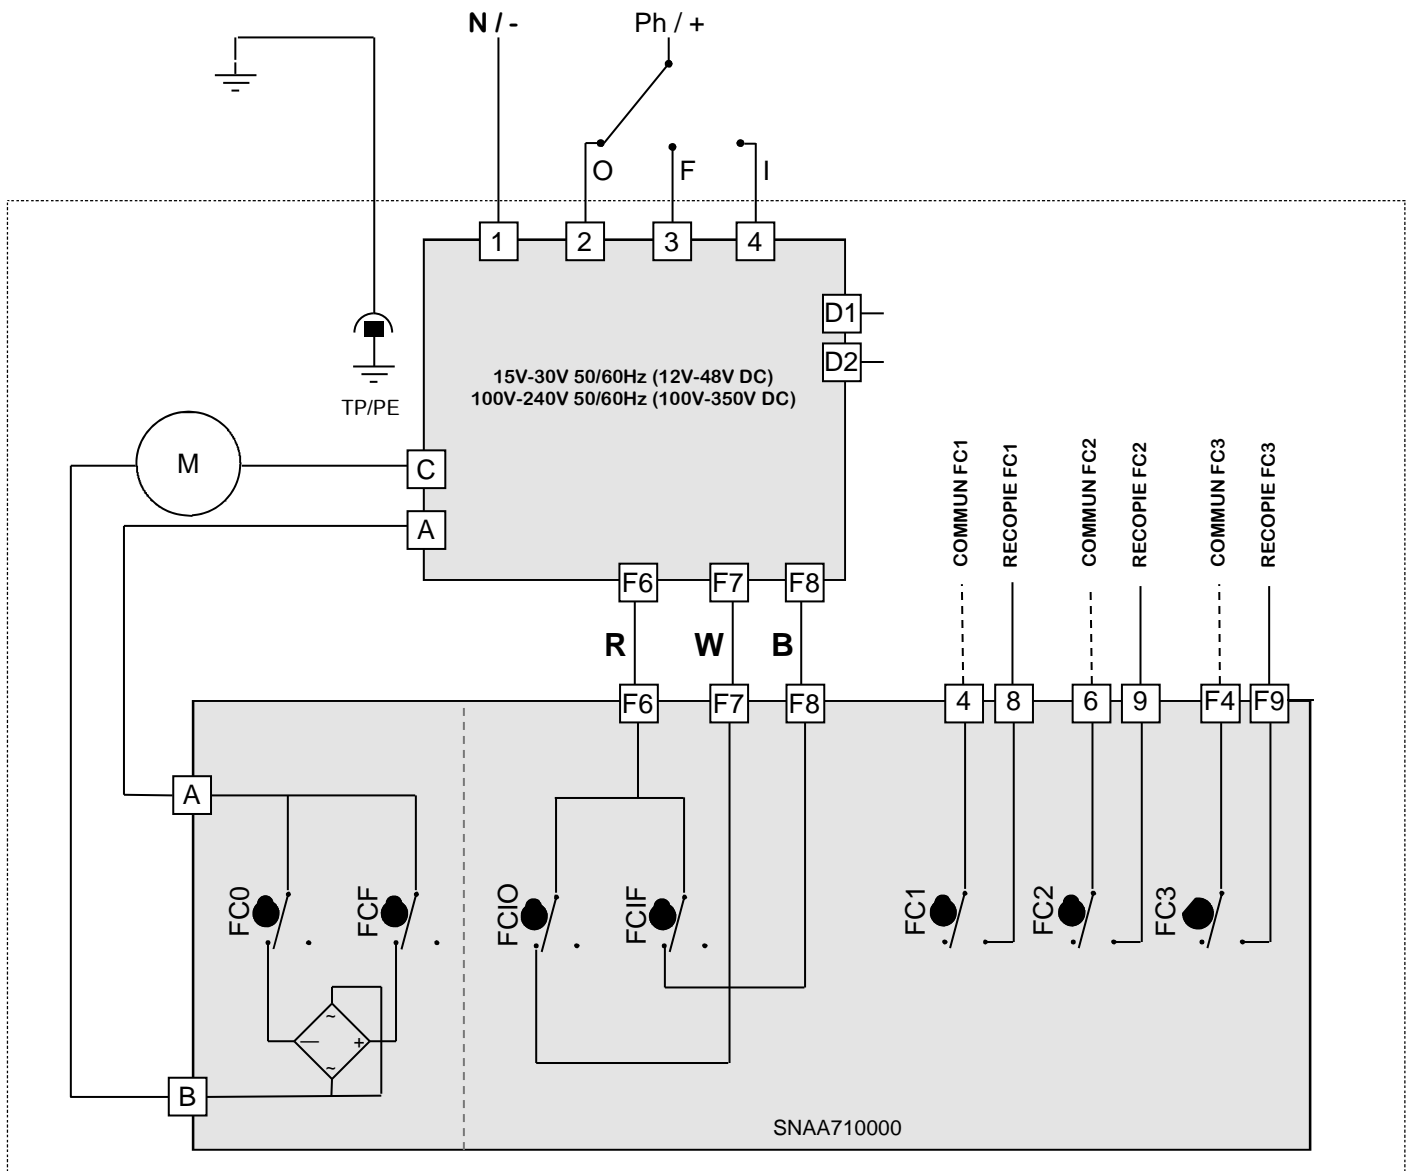 N / -
Ph / +
O
F
I
1
2
3
4
D1
D2
15V-30V 50/60Hz (12V-48V DC)
100V-240V 50/60Hz (100V-350V DC)
TP/PE
M
C
A
F6
F7
F8
R
W
B
COMMUN FC1
RECOPIE FC1
COMMUN FC2
RECOPIE FC2
COMMUN FC3
RECOPIE FC3
F6
F7
F8
4
8
6
9
F4
F9
A
FC0
FCF
FCIO
FCIF
FC1
FC2
FC3
~
—
+
~
B
SNAA710000